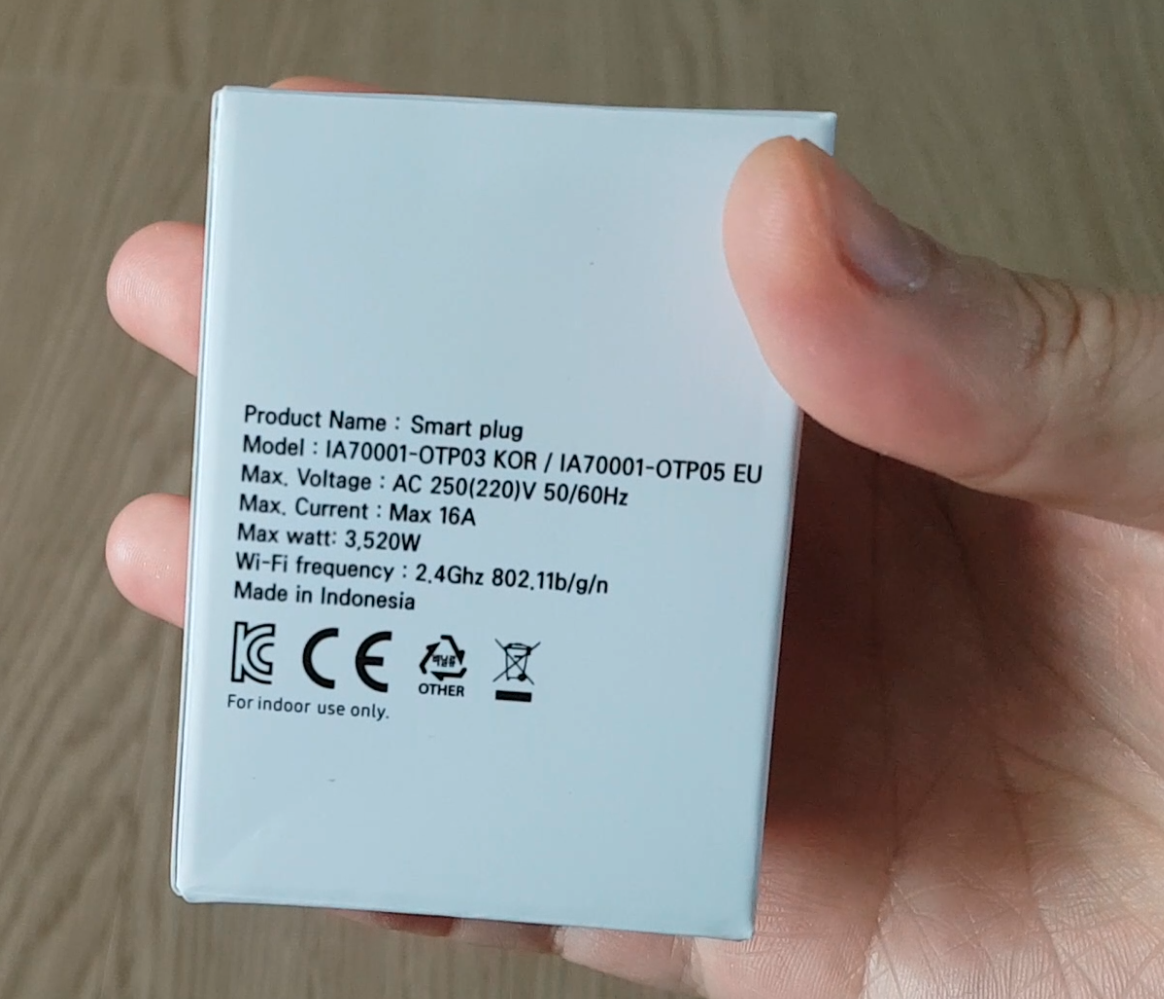 Product Name : Smart plug
Model : IA70001-OTP03 KOR / IA70001-OTP05 EU
Max. Voltage : AC 250(220)V 50/60Hz
Max. Current : Max 16A
Max watt: 3,520W
Wi-Fi frequency : 2.4Ghz 802.11b/g/n
Made in Indonesia
KC CE OTHER
For indoor use only.